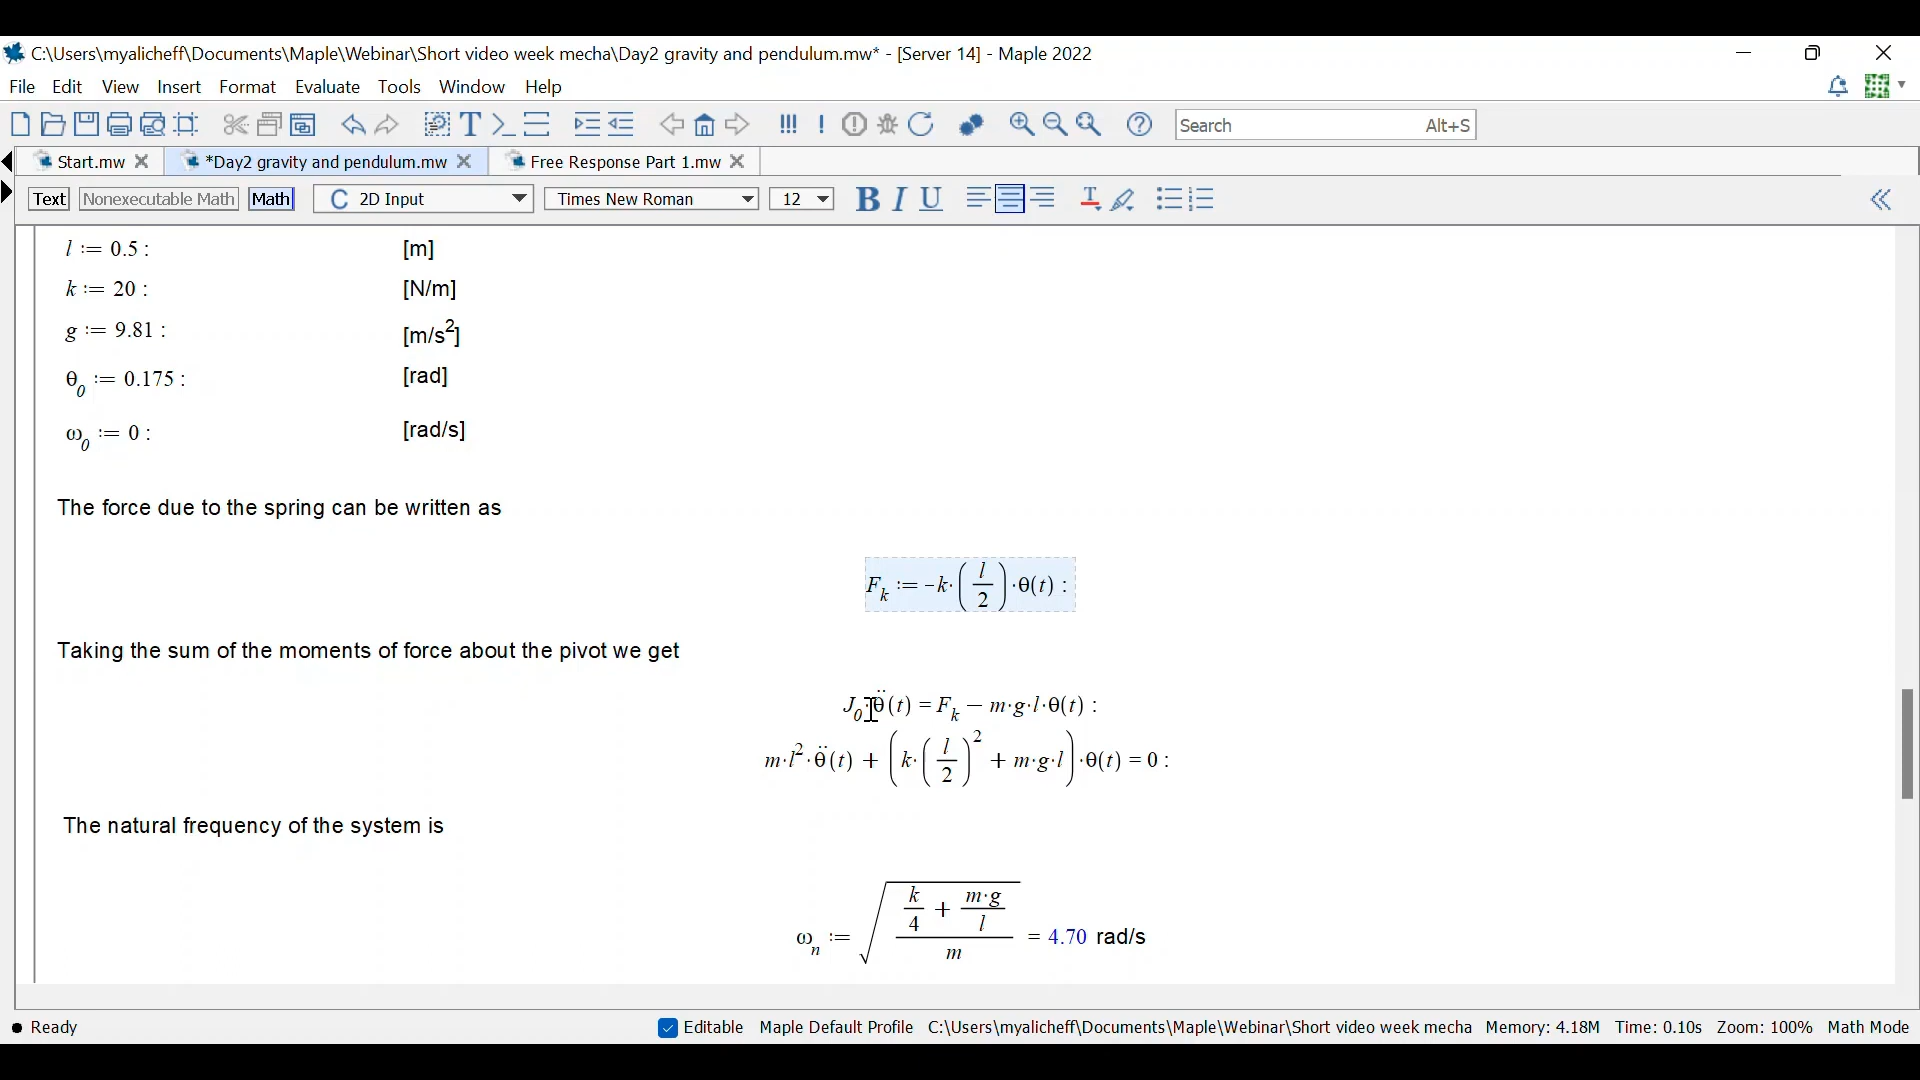 C:\Users\myalicheff\Documents\Maple\Webinar\Short video week mecha\Day2 gravity and pendulum.mw* - [Server 14] - Maple 2022
File Edit View Insert Format Evaluate Tools Window Help
Search Alt+S
Start.mw *Day2 gravity and pendulum.mw Free Response Part 1.mw
Text Nonexecutable Math Math C 2D Input Times New Roman 12 B I U
l := 0.5 : [m]
k := 20 : [N/m]
g := 9.81 : [m/s²]
θ₀ := 0.175 : [rad]
ω₀ := 0 : [rad/s]
The force due to the spring can be written as
F_k := -k·(l/2)·θ(t) :
Taking the sum of the moments of force about the pivot we get
J₀·θ̈(t) = F_k − m·g·l·θ(t) :
m·l²·θ̈(t) + (k·(l/2)² + m·g·l)·θ(t) = 0 :
The natural frequency of the system is
ω_n := √((k/4 + m·g/l)/m) = 4.70 rad/s
Ready Editable Maple Default Profile C:\Users\myalicheff\Documents\Maple\Webinar\Short video week mecha Memory: 4.18M Time: 0.10s Zoom: 100% Math Mode